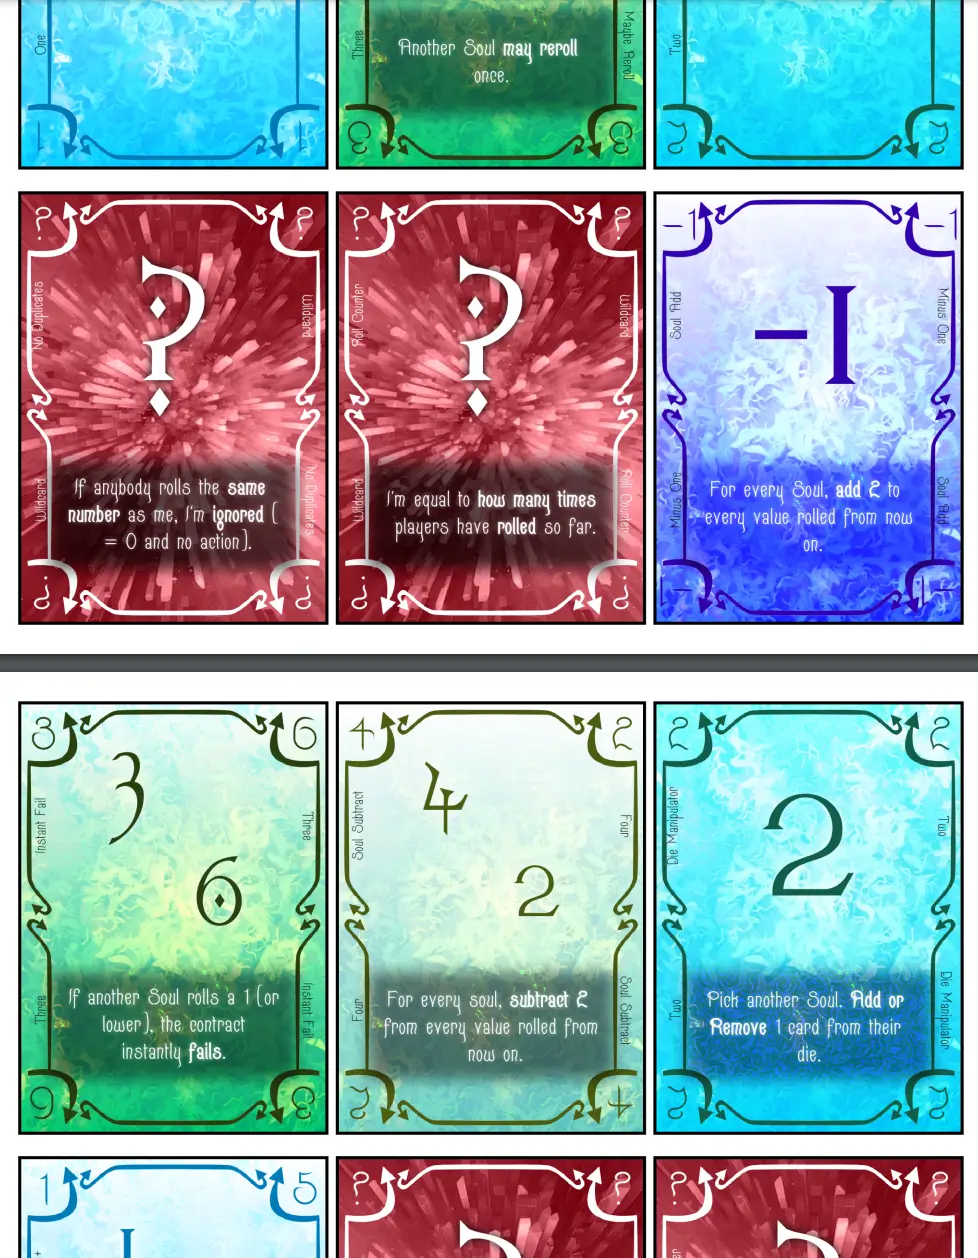 One
Three
Another Soul may reroll
once.
Maybe Reroll
Two
1
1
3
3
2
2
?
?
No Duplicates
Wildcard
?
If anybody rolls the same
number as me, I'm ignored (
= 0 and no action).
Wildcard
No Duplicates
?
?
?
?
Roll Counter
Wildcard
?
I'm equal to how many times
players have rolled so far.
Wildcard
Roll Counter
?
?
-1
-1
Soul Add
Minus One
-1
For every Soul, add 2 to
every value rolled from now
on.
Minus One
Soul Add
3
6
Instant Fail
Three
3
6
If another Soul rolls a 1 (or
lower), the contract
instantly fails.
Three
Instant Fail
6
3
4
2
Soul Subtract
Four
4
2
For every soul, subtract 2
from every value rolled from
now on.
Four
Soul Subtract
2
4
2
2
Die Manipulator
Two
2
Pick another Soul. Add or
Remove 1 card from their
die.
Two
Die Manipulator
2
2
1
5
?
?
?
?